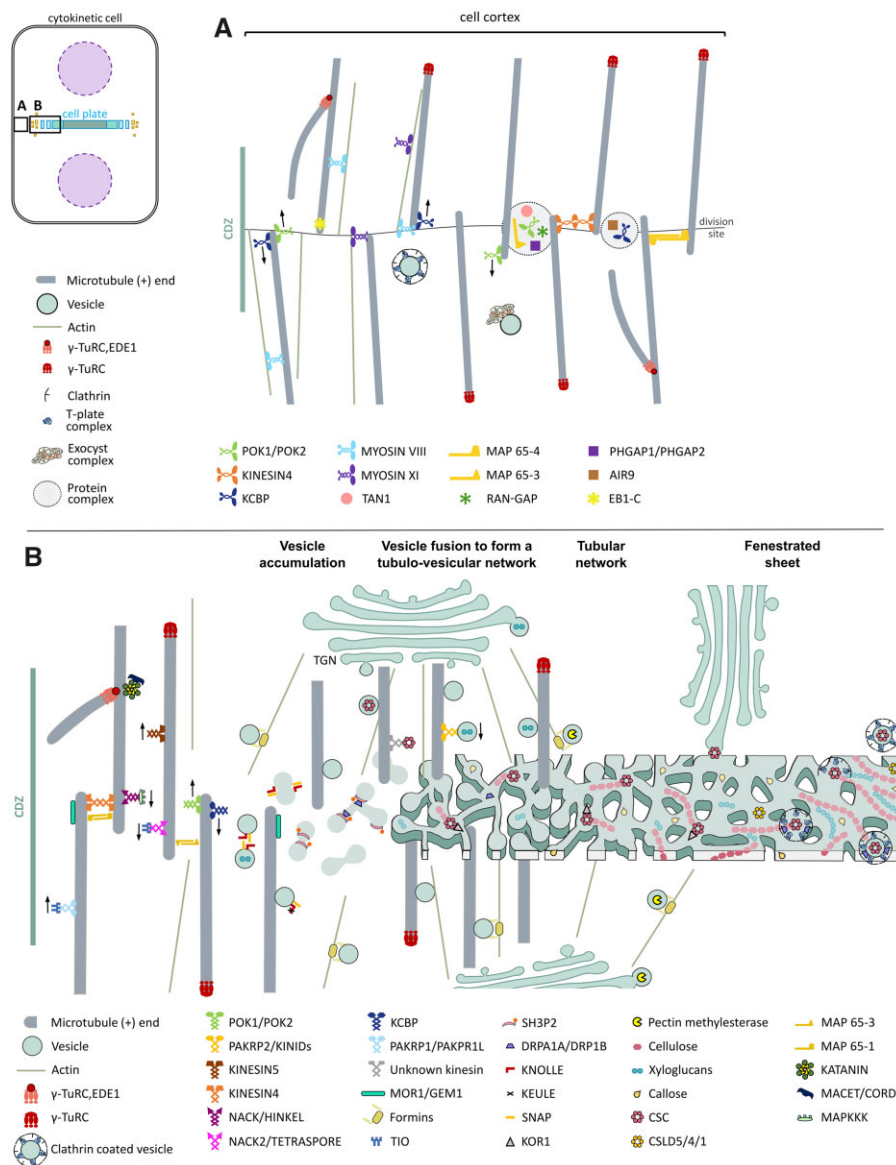 cytokinetic cell
A
B
cell plate
A
cell cortex
CDZ
division
site
Microtubule (+) end
Vesicle
Actin
γ-TuRC,EDE1
γ-TuRC
Clathrin
T-plate
complex
Exocyst
complex
Protein
complex
POK1/POK2
MYOSIN VIII
MAP 65-4
PHGAP1/PHGAP2
KINESIN4
MYOSIN XI
MAP 65-3
AIR9
KCBP
TAN1
RAN-GAP
EB1-C
B
Vesicle
accumulation
Vesicle fusion to form a
tubulo-vesicular network
Tubular
network
Fenestrated
sheet
TGN
CDZ
Microtubule (+) end
POK1/POK2
KCBP
SH3P2
Pectin methylesterase
MAP 65-3
Vesicle
PAKRP2/KINIDs
PAKRP1/PAKPR1L
DRPA1A/DRP1B
Cellulose
MAP 65-1
Actin
KINESIN5
Unknown kinesin
KNOLLE
Xyloglucans
KATANIN
γ-TuRC,EDE1
KINESIN4
MOR1/GEM1
KEULE
Callose
MACET/CORD
γ-TuRC
NACK/HINKEL
Formins
SNAP
CSC
MAPKKK
Clathrin coated vesicle
NACK2/TETRASPORE
TIO
KOR1
CSLD5/4/1